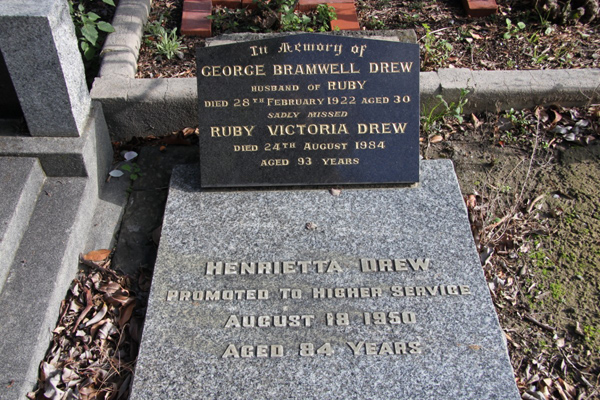 In Memory of
GEORGE BRAMWELL DREW
HUSBAND OF RUBY
DIED 28TH FEBRUARY 1922 AGED 30
SADLY MISSED
RUBY VICTORIA DREW
DIED 24TH AUGUST 1984
AGED 93 YEARS
HENRIETTA DREW
PROMOTED TO HIGHER SERVICE
AUGUST 18 1950
AGED 84 YEARS